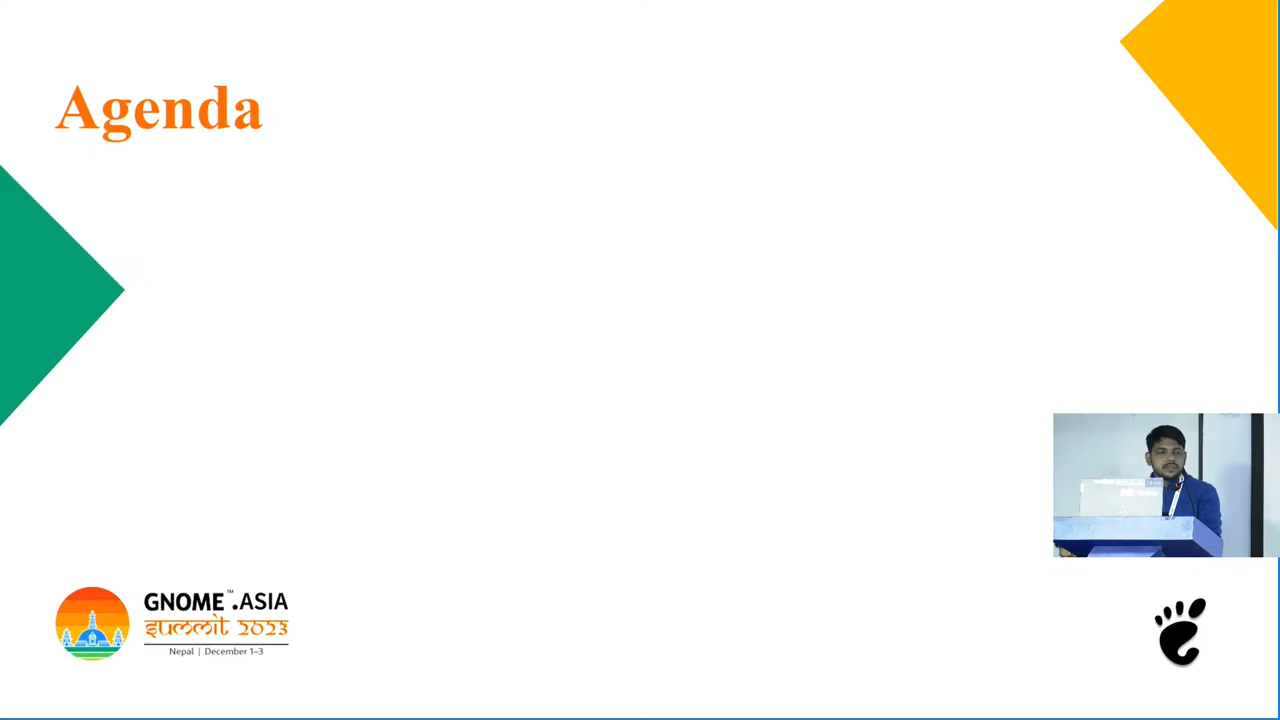 Agenda
GNOME™.ASIA
summit 2023
Nepal | December 1–3